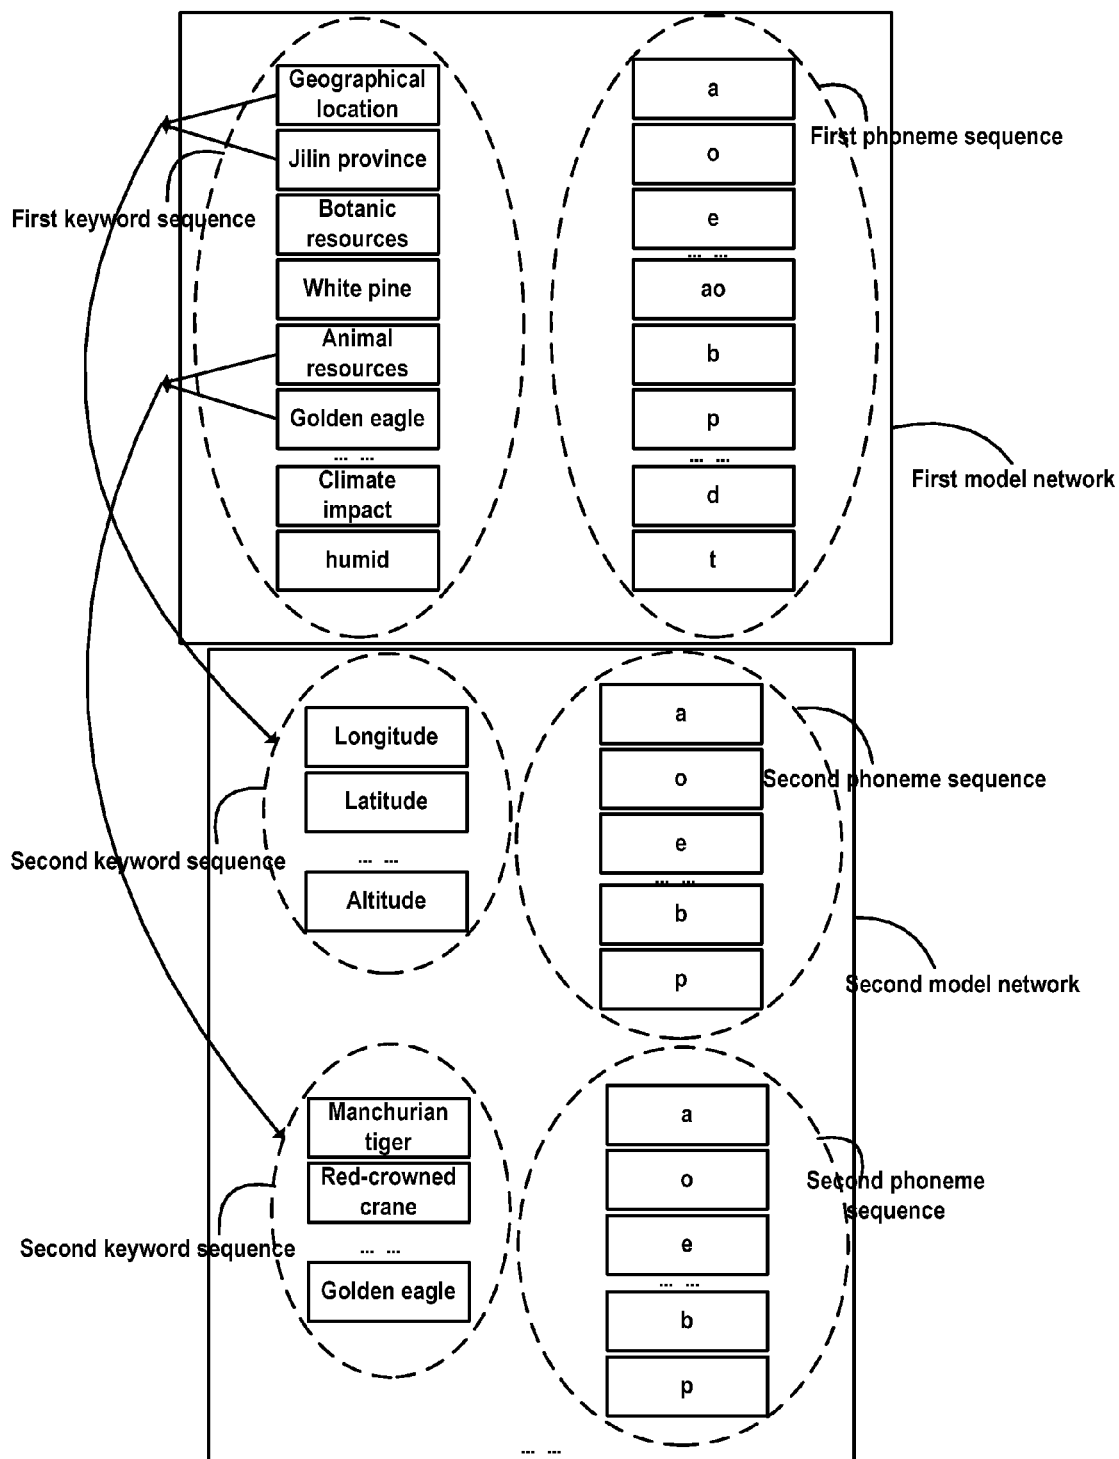 Geographical
location
Jilin province
Botanic
resources
White pine
Animal
resources
Golden eagle
... ...
Climate
impact
humid
First keyword sequence
a
o
e
... ...
ao
b
p
... ...
d
t
First phoneme sequence
First model network
Longitude
Latitude
... ...
Altitude
Second keyword sequence
a
o
e
... ...
b
p
Second phoneme sequence
Second model network
Manchurian
tiger
Red-crowned
crane
... ...
Golden eagle
Second keyword sequence
a
o
e
... ...
b
p
Second phoneme
sequence
... ...